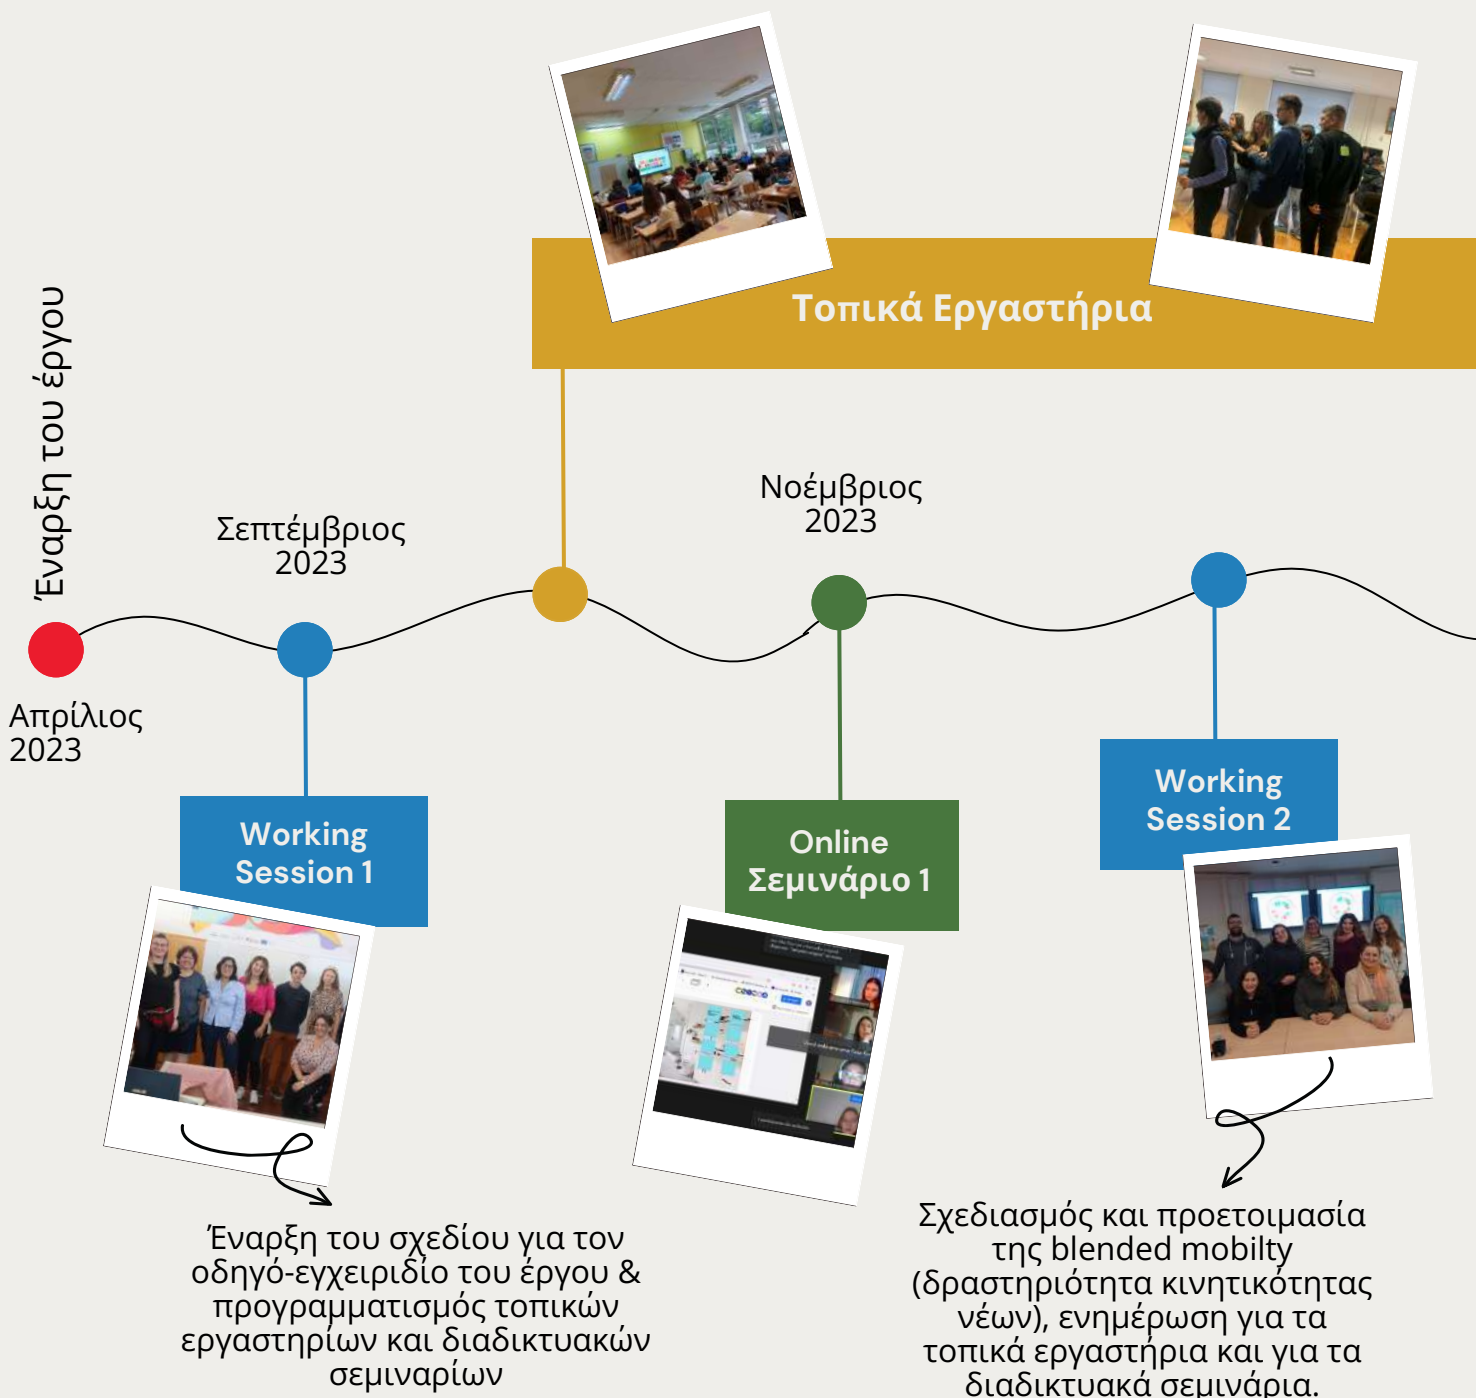 Τοπικά Εργαστήρια
Έναρξη του έργου
Απρίλιος
2023
Σεπτέμβριος
2023
Νοέμβριος
2023
Working
Session 1
Online
Σεμινάριο 1
Working
Session 2
Έναρξη του σχεδίου για τον
οδηγό-εγχειριδίο του έργου &
προγραμματισμός τοπικών
εργαστηρίων και διαδικτυακών
σεμιναρίων
Σχεδιασμός και προετοιμασία
της blended mobilty
(δραστηριότητα κινητικότητας
νέων), ενημέρωση για τα
τοπικά εργαστήρια και για τα
διαδικτυακά σεμινάρια.